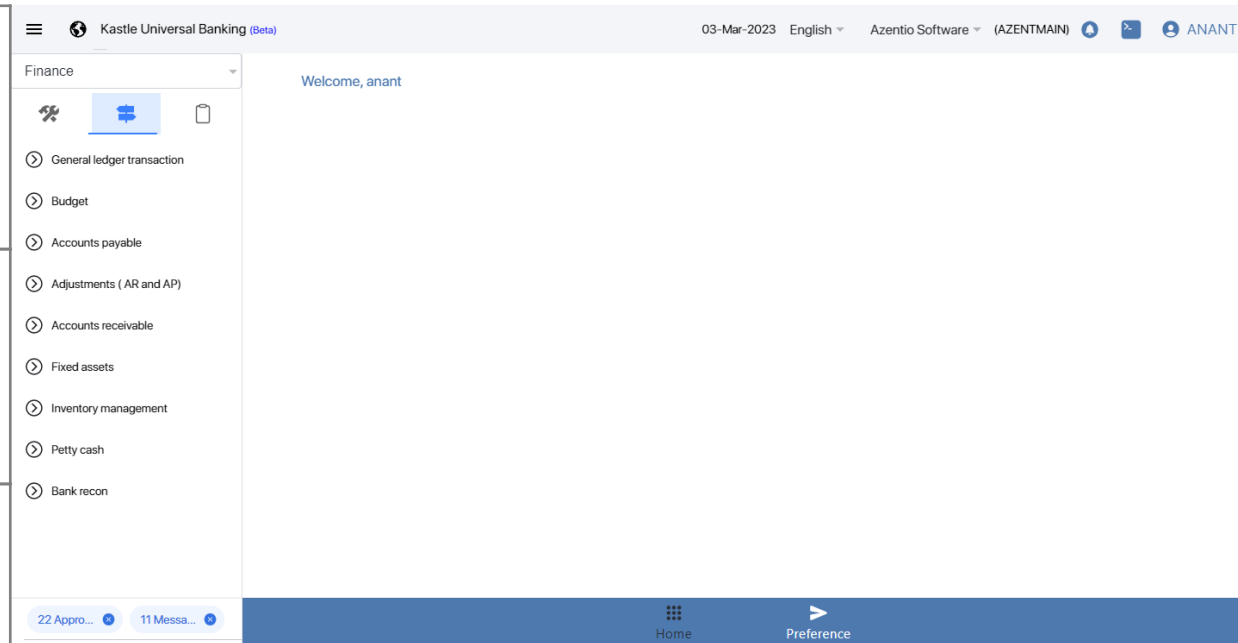 Kastle Universal Banking (Beta)
03-Mar-2023 English Azentio Software (AZENTMAIN) ANANT
Finance
Welcome, anant
General ledger transaction
Budget
Accounts payable
Adjustments ( AR and AP)
Accounts receivable
Fixed assets
Inventory management
Petty cash
Bank recon
22 Appro... 11 Messa...
Home Preference